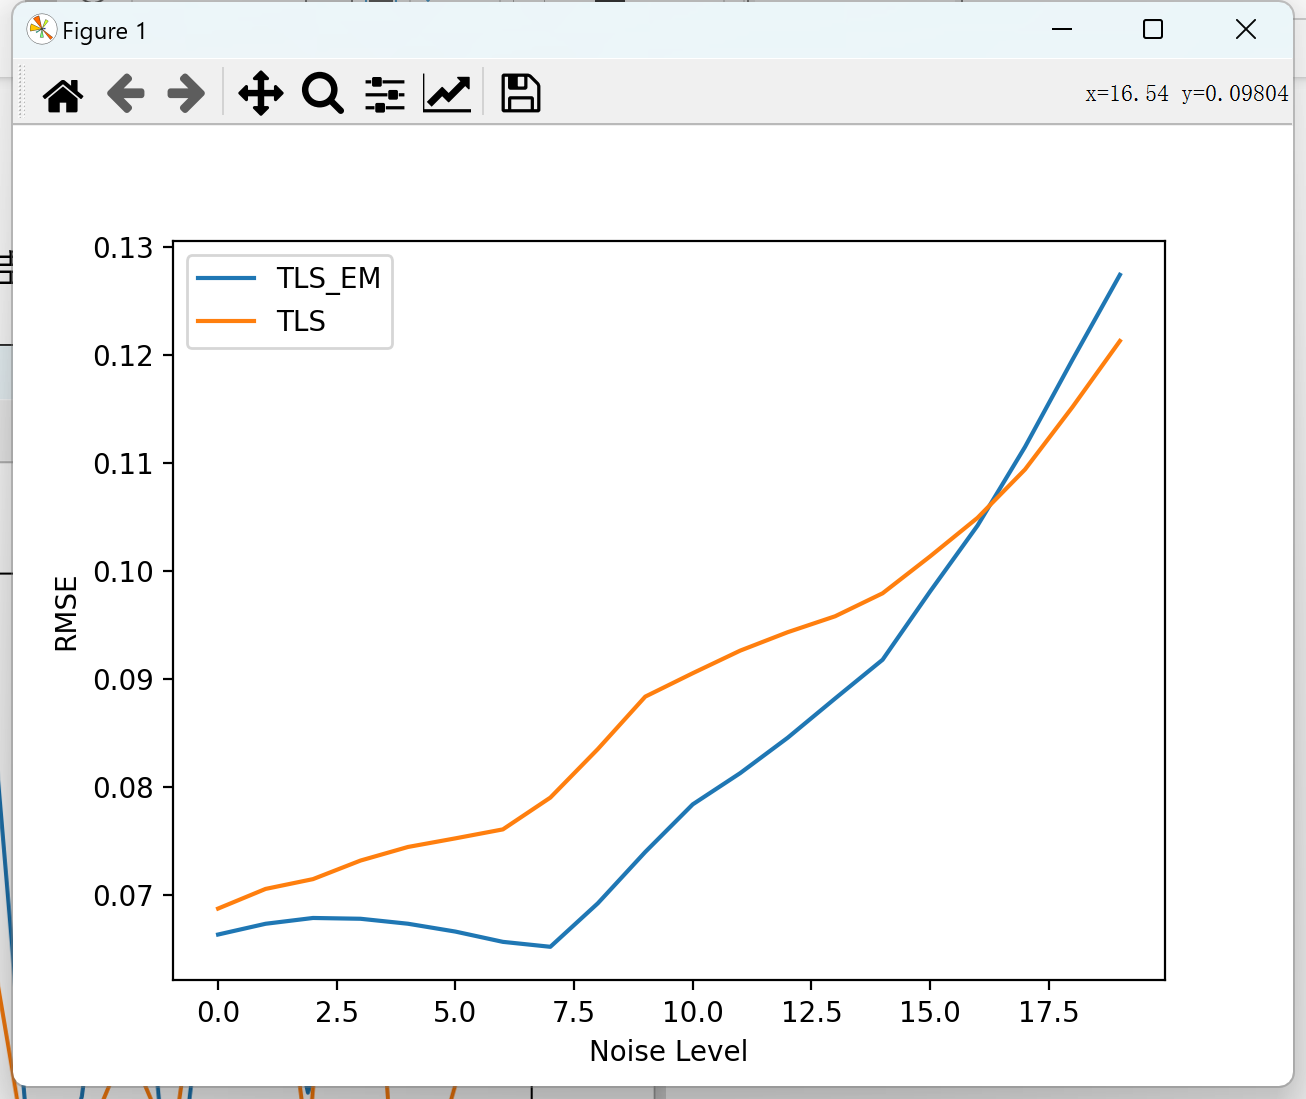 Figure 1
x=16.54 y=0.09804
0.13
0.12
0.11
0.10
0.09
0.08
0.07
RMSE
TLS_EM
TLS
0.0 2.5 5.0 7.5 10.0 12.5 15.0 17.5
Noise Level